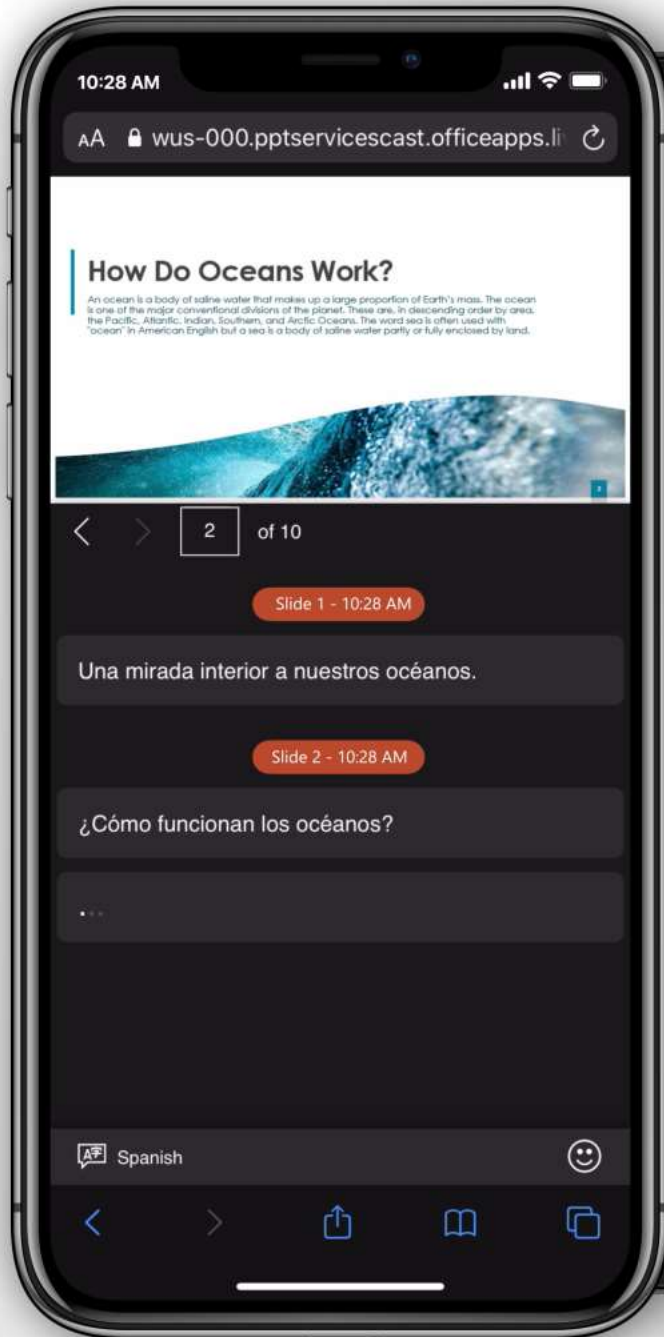 10:28 AM
AA wus-000.pptservicescast.officeapps.li
How Do Oceans Work?
An ocean is a body of saline water that makes up a large proportion of Earth's mass. The ocean
is one of the major conventional divisions of the planet. These are, in descending order by area,
the Pacific, Atlantic, Indian, Southern, and Arctic Oceans. The word sea is often used with
"ocean" in American English but a sea is a body of saline water partly or fully enclosed by land.
2
2 of 10
Slide 1 - 10:28 AM
Una mirada interior a nuestros océanos.
Slide 2 - 10:28 AM
¿Cómo funcionan los océanos?
...
Spanish